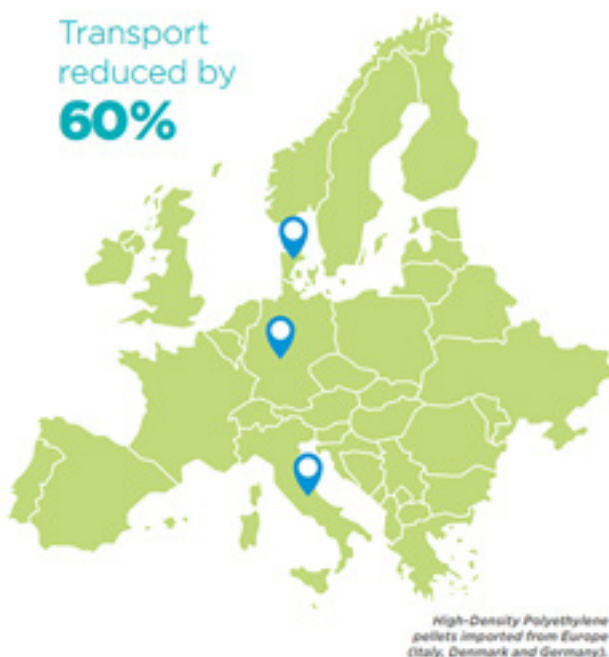 Transport
reduced by
60%
High-Density Polyethylene
pellets imported from Europe
(Italy, Denmark and Germany).